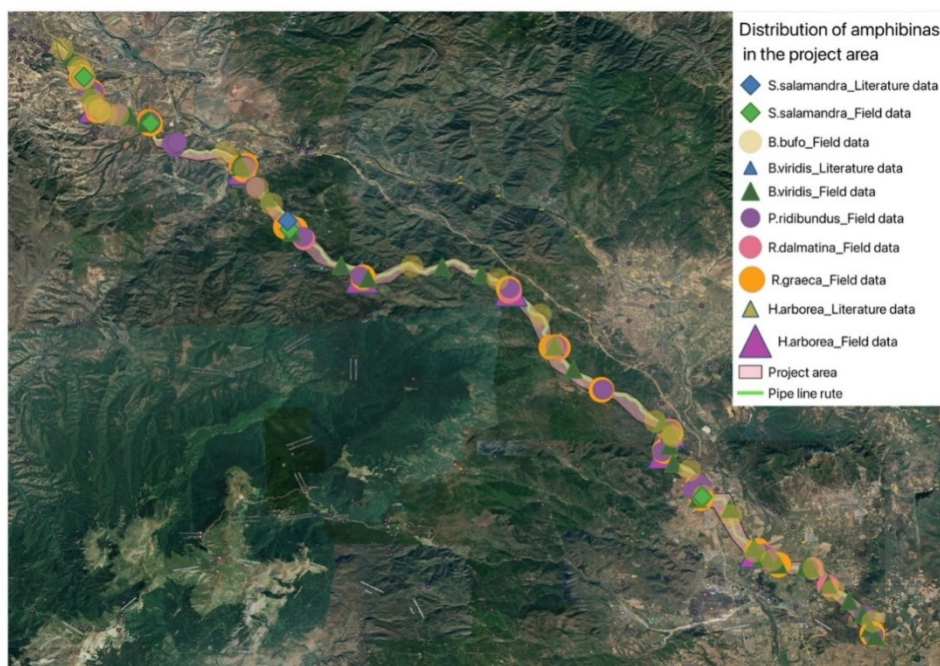 Distribution of amphibinas
in the project area
S.salamandra_Literature data
S.salamandra_Field data
B.bufo_Field data
B.viridis_Literature data
B.viridis_Field data
P.ridibundus_Field data
R.dalmatina_Field data
R.graeca_Field data
H.arborea_Literature data
H.arborea_Field data
Project area
Pipe line rute